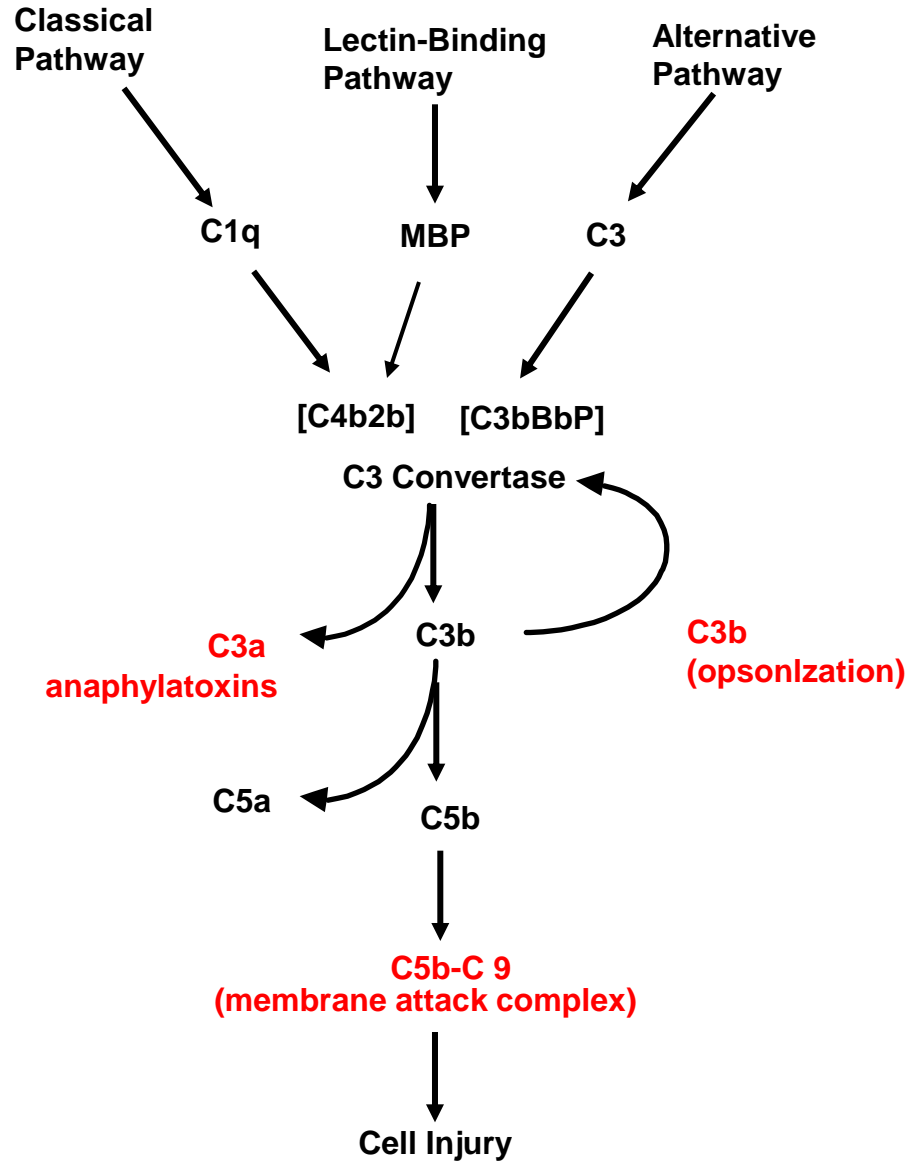 Classical
Pathway
Lectin-Binding
Pathway
Alternative
Pathway
C1q
MBP
C3
[C4b2b]
[C3bBbP]
C3 Convertase
C3a
anaphylatoxins
C3b
C3b
(opsonIzation)
C5a
C5b
C5b-C 9
(membrane attack complex)
Cell Injury